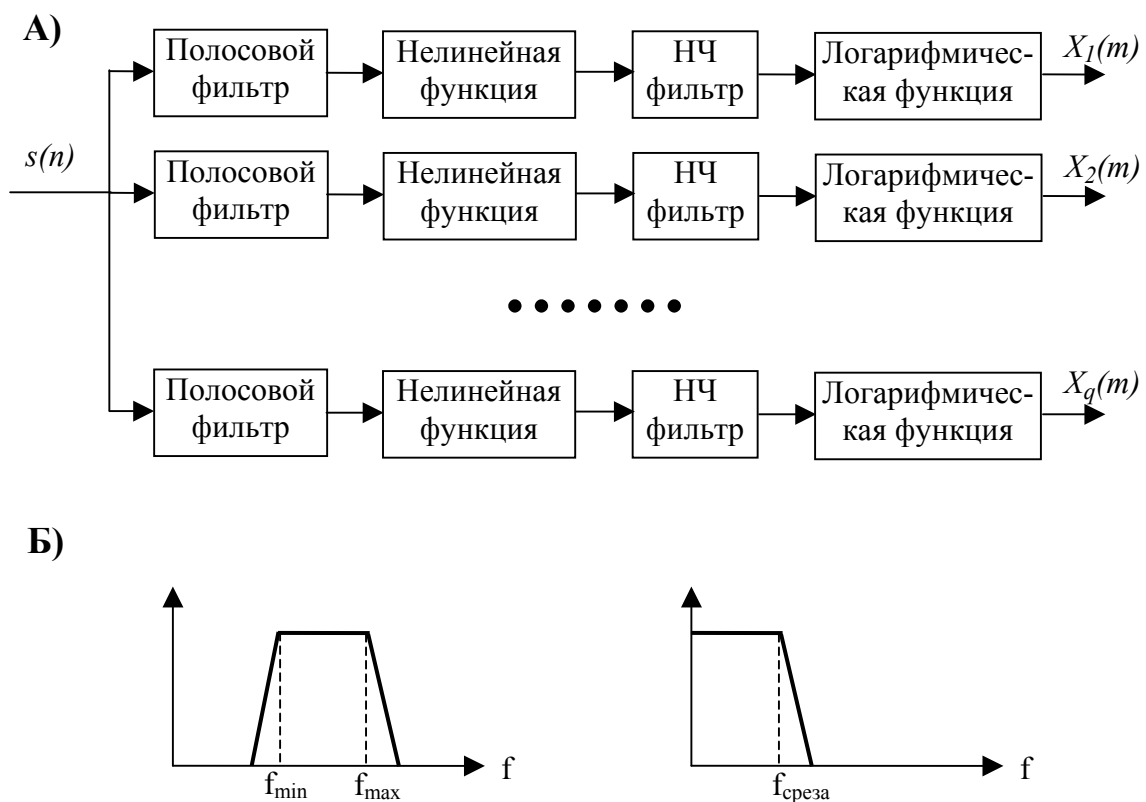 А)
Полосовой
фильтр
Нелинейная
функция
НЧ
фильтр
Логарифмичес-
кая функция
X1(m)
s(n)
Полосовой
фильтр
Нелинейная
функция
НЧ
фильтр
Логарифмичес-
кая функция
X2(m)
Полосовой
фильтр
Нелинейная
функция
НЧ
фильтр
Логарифмичес-
кая функция
Xq(m)
Б)
fmin
fmax
f
fсреза
f